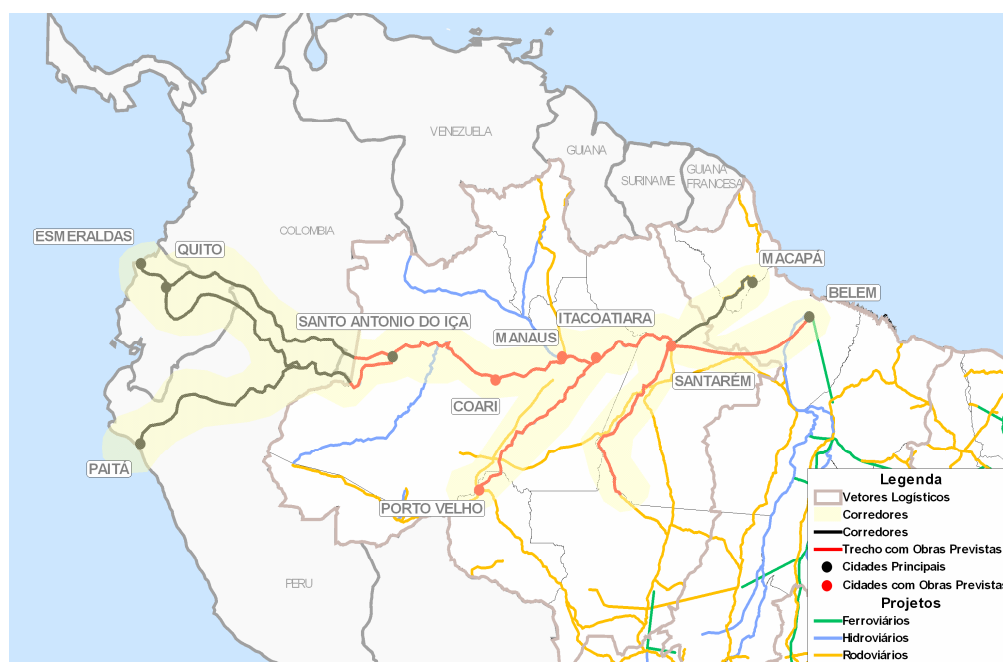 VENEZUELA
GUIANA
SURINAME
GUIANA
FRANCESA
ESMERALDAS
QUITO
COLOMBIA
MACAPÁ
BELEM
SANTO ANTONIO DO IÇA
ITACOATIARA
MANAUS
SANTARÉM
COARI
PAITÁ
PORTO VELHO
PERU
Legenda
Vetores Logísticos
Corredores
Corredores
Trecho com Obras Previstas
Cidades Principais
Cidades com Obras Previstas
Projetos
Ferroviários
Hidroviários
Rodoviários